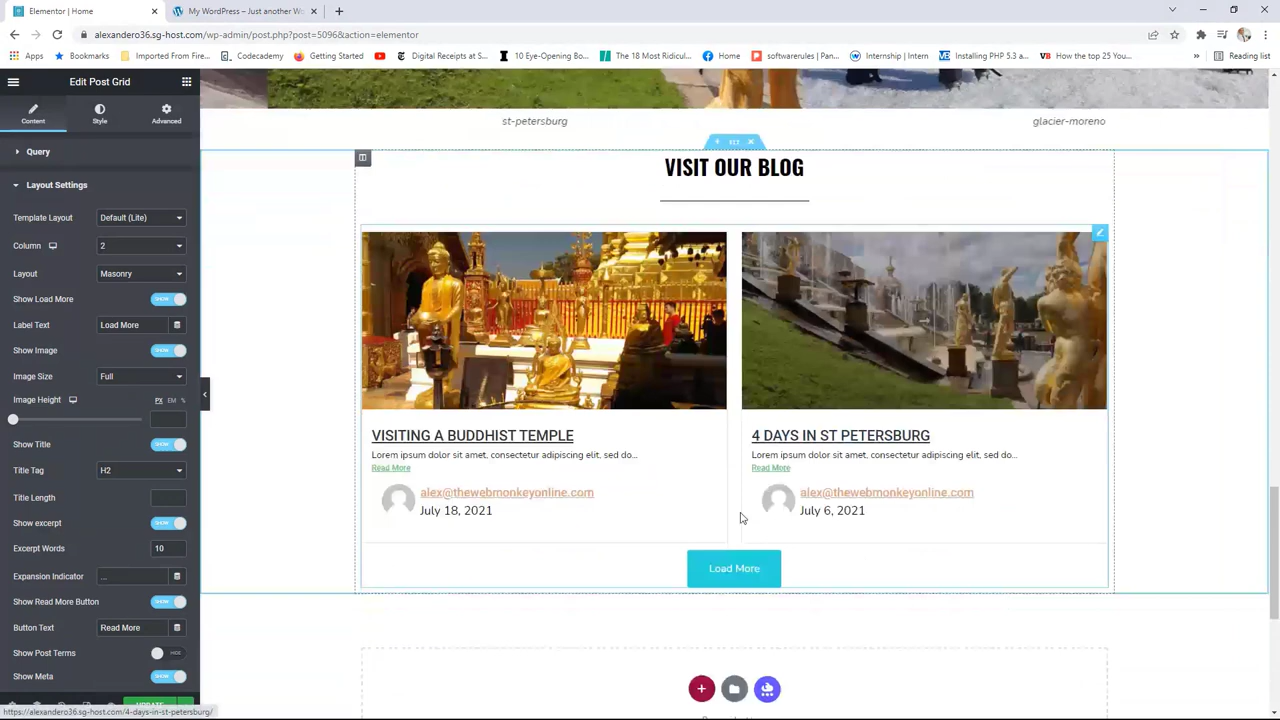 Elementor | Home
My WordPress – Just another Wo
alexandero36.sg-host.com/wp-admin/post.php?post=5096&action=elementor
Apps
Bookmarks
Imported From Fire...
Codecademy
Getting Started
Digital Receipts at S...
10 Eye-Opening Bo...
The 18 Most Ridicul...
Home
softwarerules | Pan...
Internship | Intern
Installing PHP 5.3 a...
How the top 25 You...
»
Reading list
Edit Post Grid
Content
Style
Advanced
Query
Layout Settings
Template Layout
Default (Lite)
Column
2
Layout
Masonry
Show Load More
SHOW
Label Text
Load More
Show Image
SHOW
Image Size
Full
Image Height
PX EM %
Show Title
SHOW
Title Tag
H2
Title Length
Show excerpt
SHOW
Excerpt Words
10
Expansion Indicator
...
Show Read More Button
SHOW
Button Text
Read More
Show Post Terms
HIDE
Show Meta
SHOW
UPDATE
https://alexandero36.sg-host.com/4-days-in-st-petersburg/
st-petersburg
glacier-moreno
VISIT OUR BLOG
VISITING A BUDDHIST TEMPLE
Lorem ipsum dolor sit amet, consectetur adipiscing elit, sed do...
Read More
alex@thewebmonkeyonline.com
July 18, 2021
4 DAYS IN ST PETERSBURG
Lorem ipsum dolor sit amet, consectetur adipiscing elit, sed do...
Read More
alex@thewebmonkeyonline.com
July 6, 2021
Load More